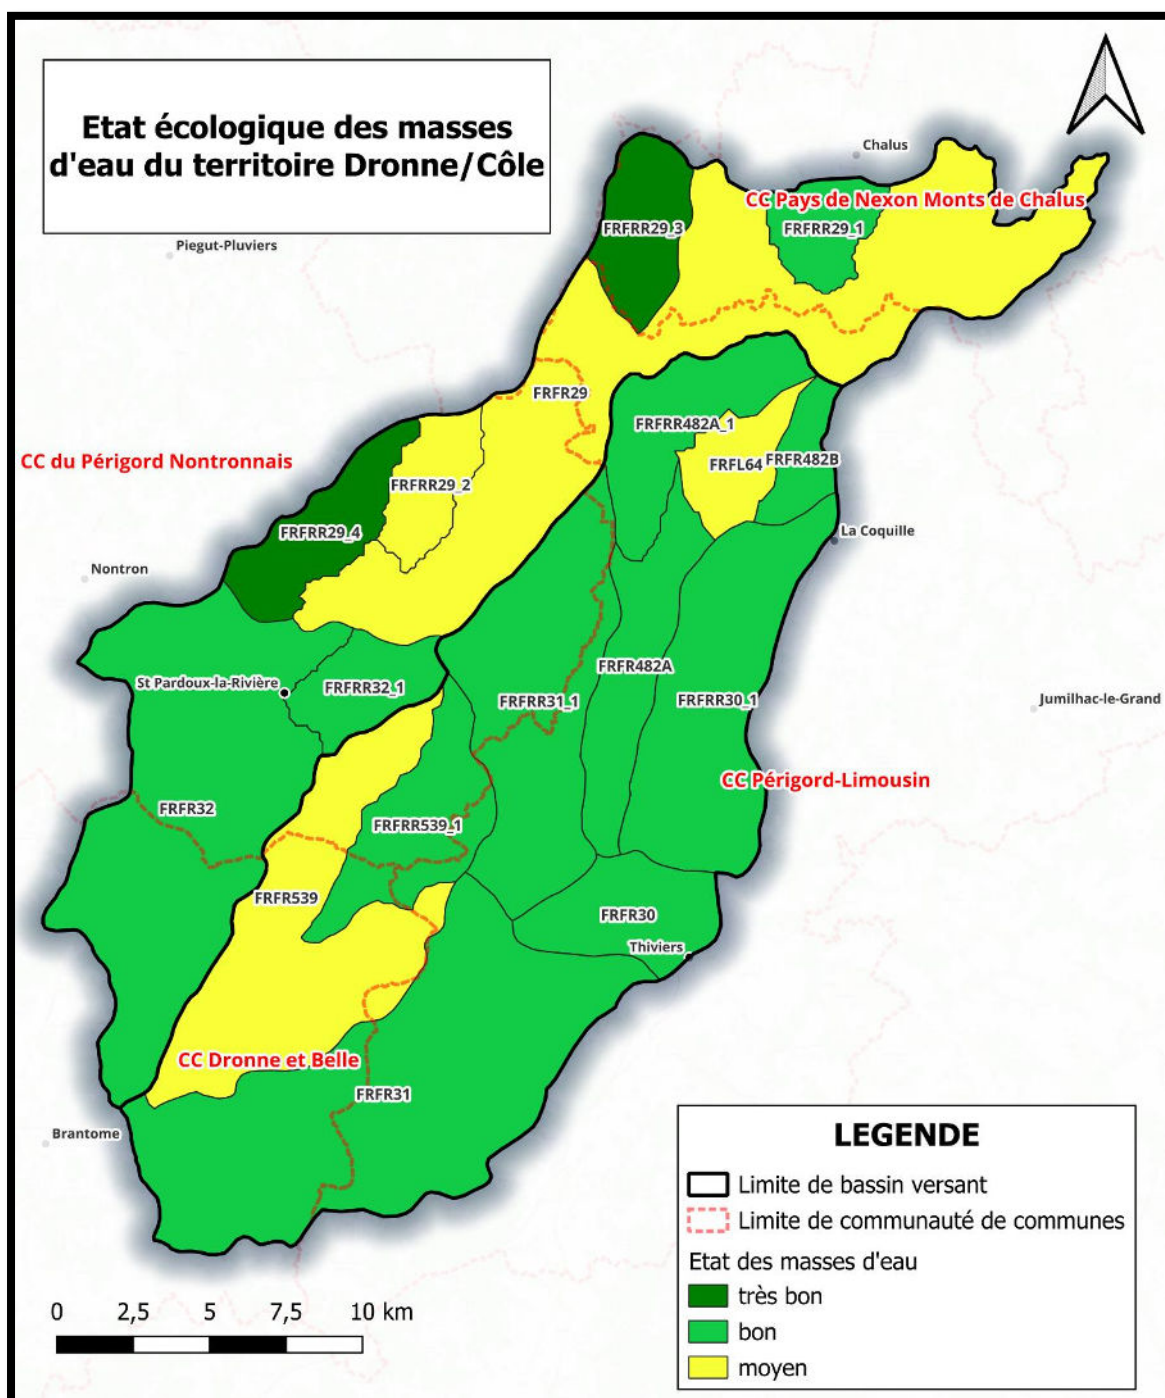 Etat écologique des masses
d'eau du territoire Dronne/Côle
Chalus
CC Pays de Nexon Monts de Chalus
FRFRR29_3
FRFRR29_1
Piegut-Pluviers
FRFR29
FRFRR482A_1
CC du Périgord Nontronnais
FRFL64
FRFR482B
FRFRR29_2
FRFRR29_4
La Coquille
Nontron
FRFR482A
St Pardoux-la-Rivière
FRFRR32_1
FRFRR31_1
FRFRR30_1
Jumilhac-le-Grand
CC Périgord-Limousin
FRFR32
FRFRR539_1
FRFR539
FRFR30
Thiviers
CC Dronne et Belle
FRFR31
Brantome
LEGENDE
Limite de bassin versant
Limite de communauté de communes
Etat des masses d'eau
très bon
bon
moyen
0 2,5 5 7,5 10 km